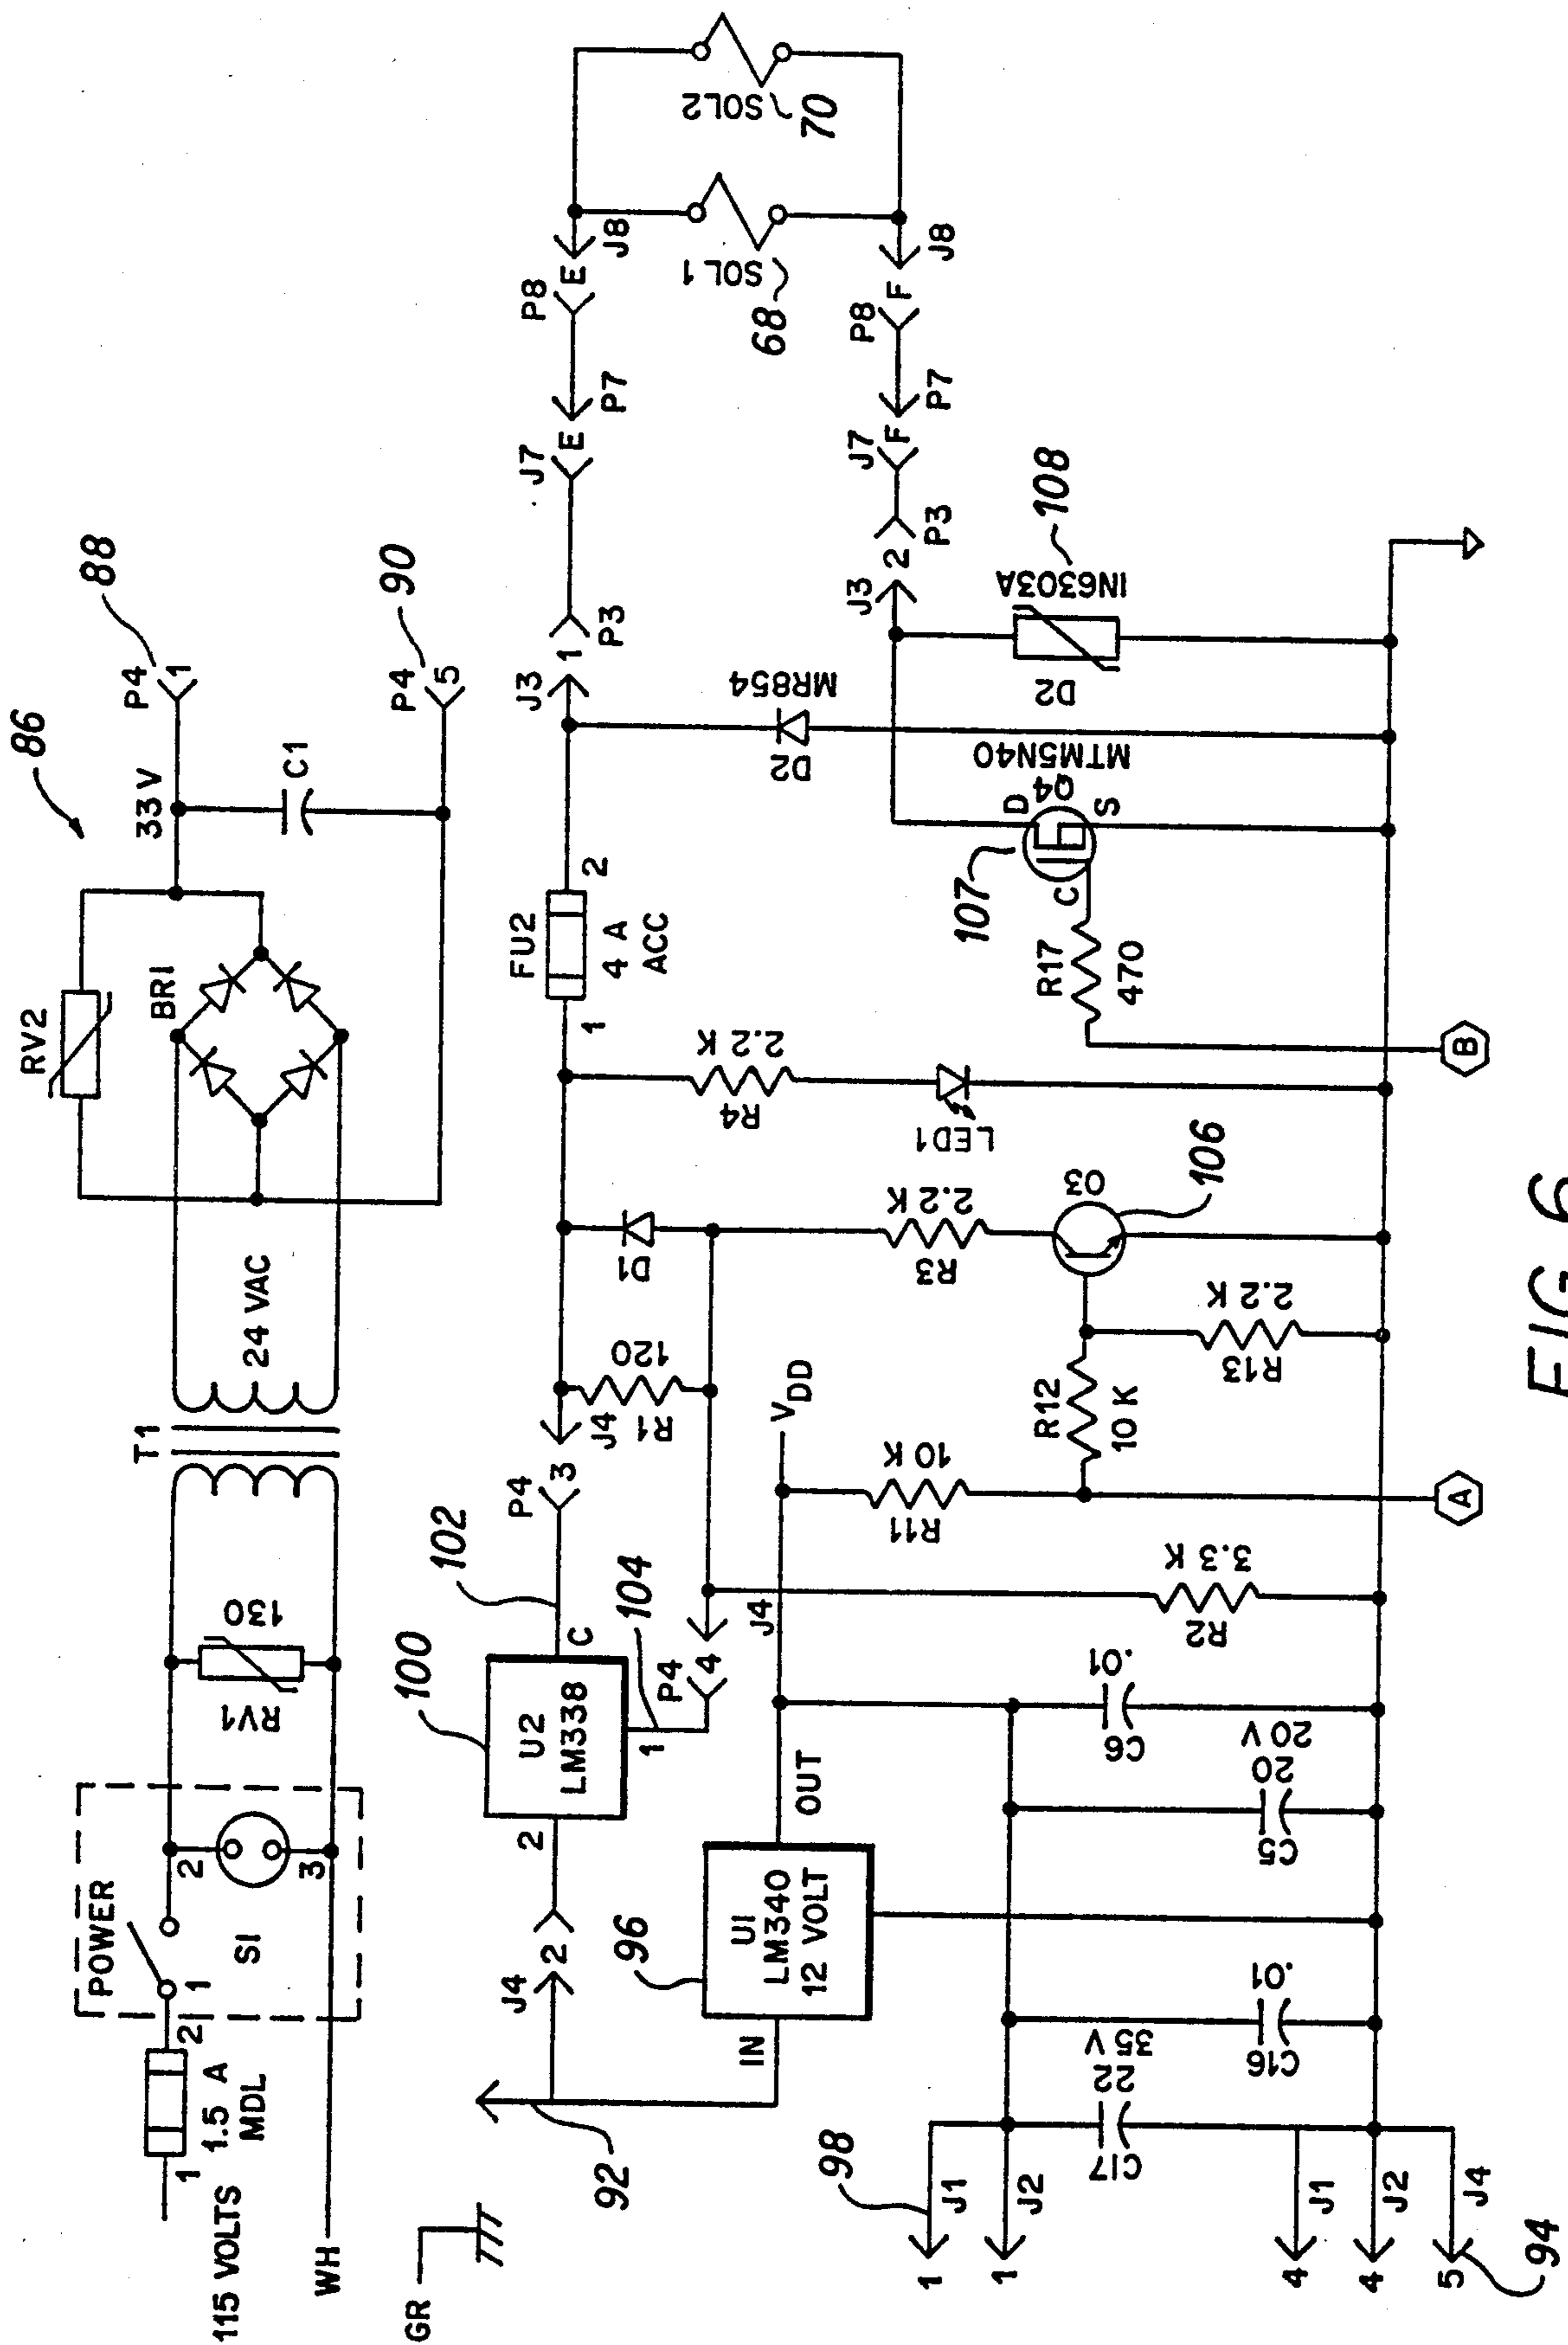 86
88
90
RV2
BRI
33 V
C1
P4
1
P4
5
T1
24 VAC
RV1
130
POWER
S1
1
2
3
2
1
1.5 A
MDL
115 VOLTS
WH
GR
92
J4
2
2
100
U2
LM338
C
102
1
104
P4
3
J4
P4
4
J4
R1
120
D1
FU2
4 A
ACC
1
2
J3
1
P3
J7
E
P7
P8
E
J8
SOL1
68
SOL2
70
J8
F
P8
P7
F
J7
P3
2
J3
108
IN6303A
D2
MR854
D2
MTM5N40
Q4
D
S
C
107
R17
470
B
R4
2.2 K
LED1
R3
2.2 K
Q3
106
R13
2.2 K
R12
10 K
VDD
R11
10 K
A
R2
3.3 K
96
U1
LM340
12 VOLT
IN
OUT
C6
.01
C5
20
20 V
C16
.01
C17
22
35 V
98
1
J1
1
J2
4
J1
4
J2
5
J4
94
FIG 6